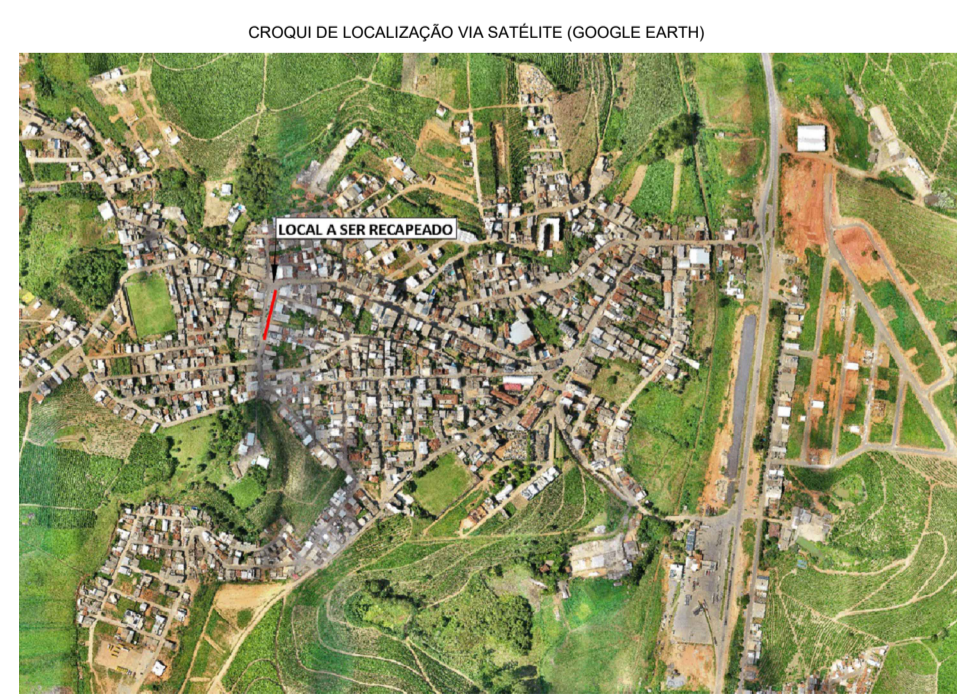 CROQUI DE LOCALIZAÇÃO VIA SATÉLITE (GOOGLE EARTH)
LOCAL A SER RECAPEADO